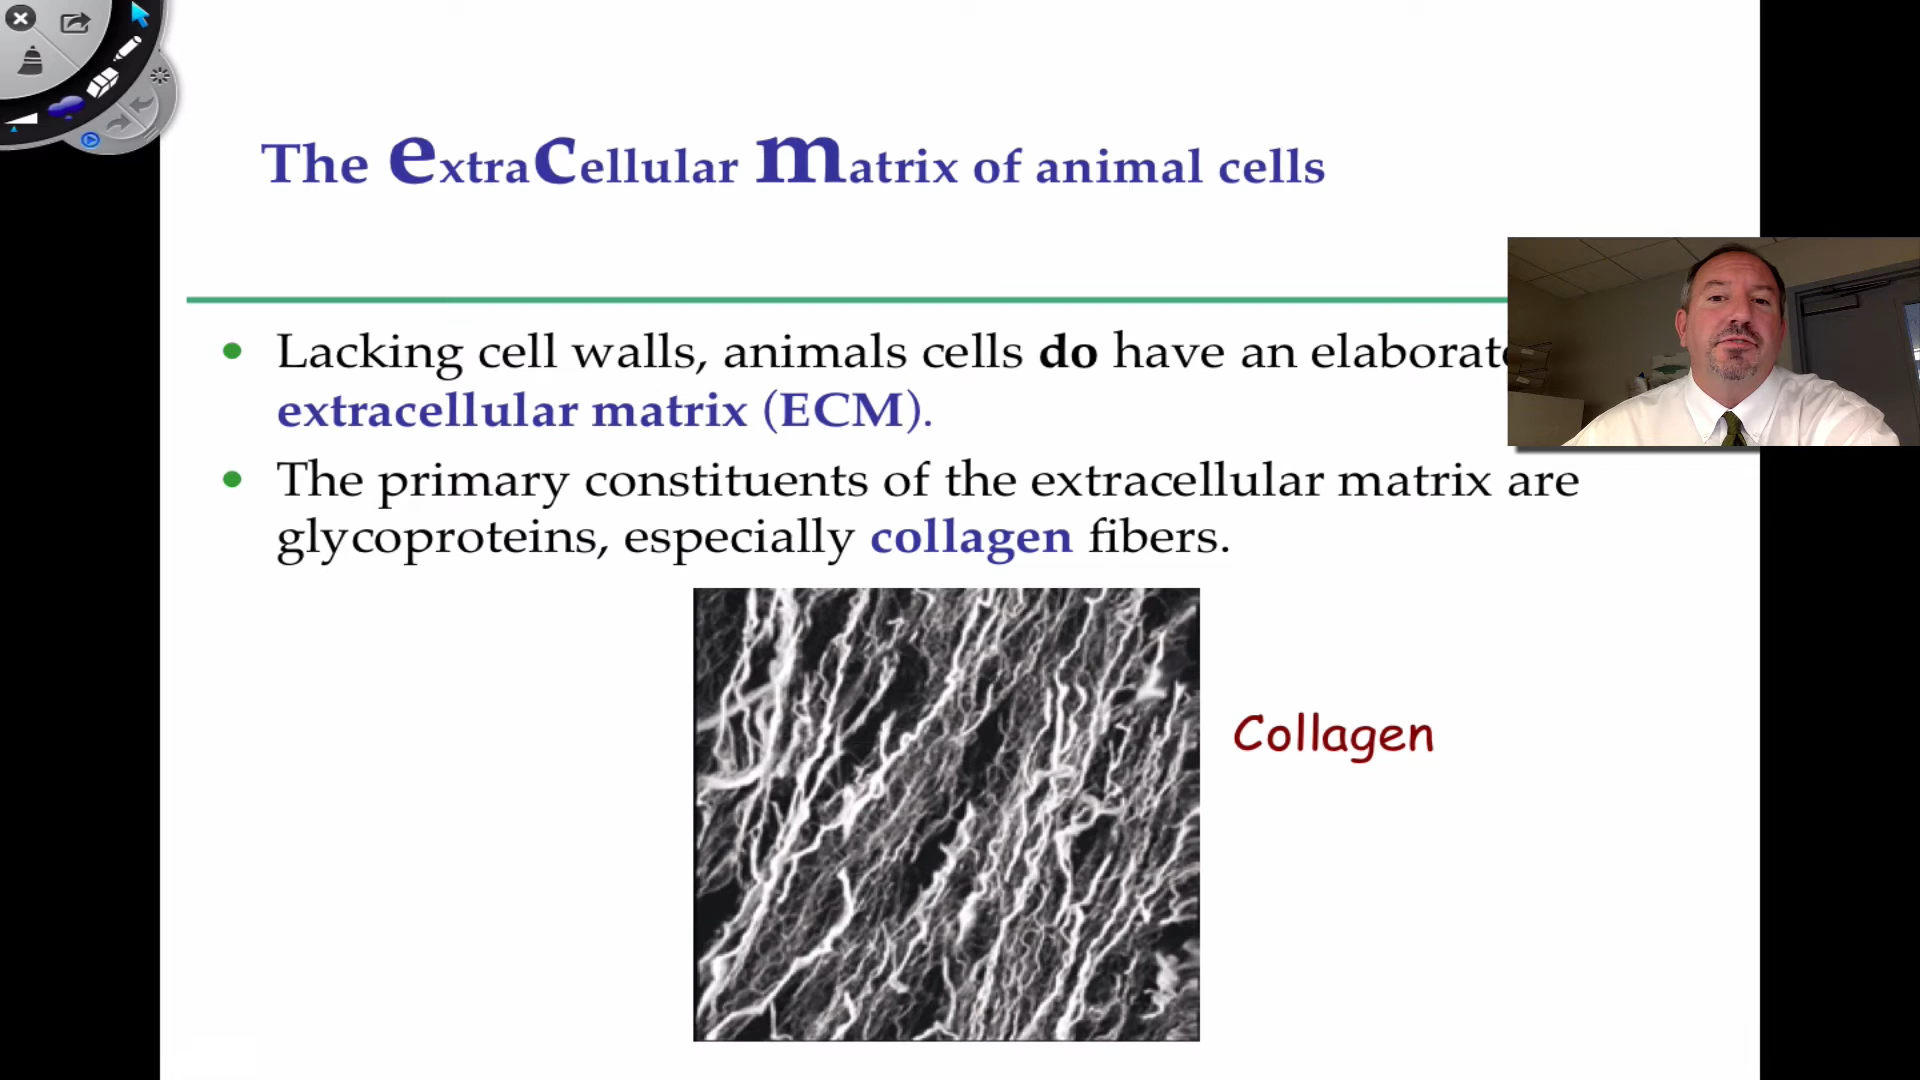 The extraCellular matrix of animal cells
Lacking cell walls, animals cells do have an elaborate
extracellular matrix (ECM).
The primary constituents of the extracellular matrix are
glycoproteins, especially collagen fibers.
Collagen